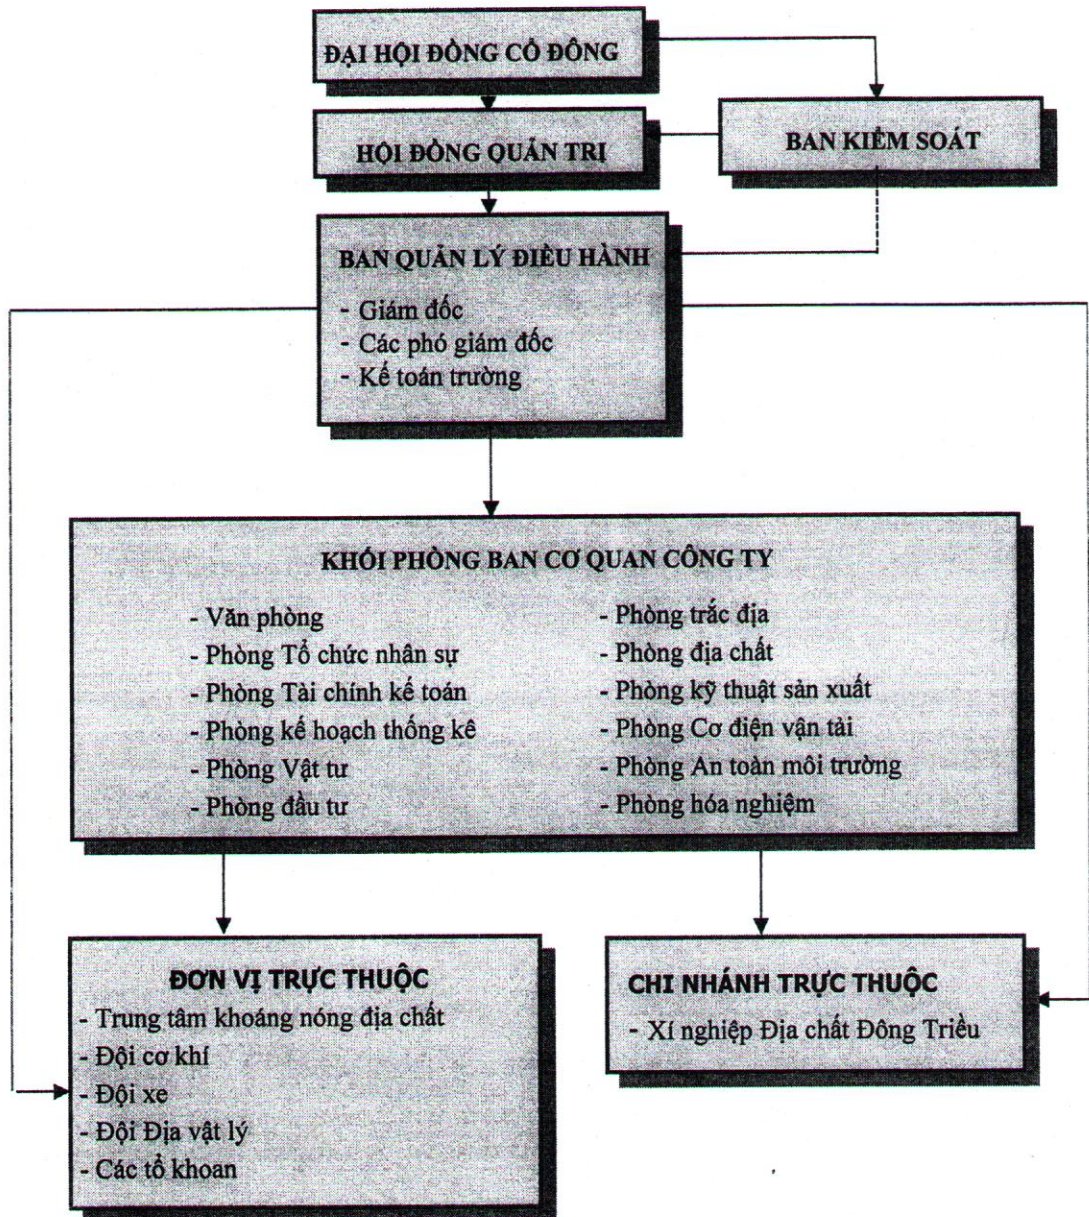 ĐẠI HỘI ĐỒNG CỔ ĐÔNG
HỘI ĐỒNG QUẢN TRỊ
BAN KIỂM SOÁT
BAN QUẢN LÝ ĐIỀU HÀNH
- Giám đốc
- Các phó giám đốc
- Kế toán trưởng
KHỐI PHÒNG BAN CƠ QUAN CÔNG TY
- Văn phòng
- Phòng Tổ chức nhân sự
- Phòng Tài chính kế toán
- Phòng kế hoạch thống kê
- Phòng Vật tư
- Phòng đầu tư
- Phòng trắc địa
- Phòng địa chất
- Phòng kỹ thuật sản xuất
- Phòng Cơ điện vận tải
- Phòng An toàn môi trường
- Phòng hóa nghiệm
ĐƠN VỊ TRỰC THUỘC
- Trung tâm khoáng nóng địa chất
- Đội cơ khí
- Đội xe
- Đội Địa vật lý
- Các tổ khoan
CHI NHÁNH TRỰC THUỘC
- Xí nghiệp Địa chất Đông Triều